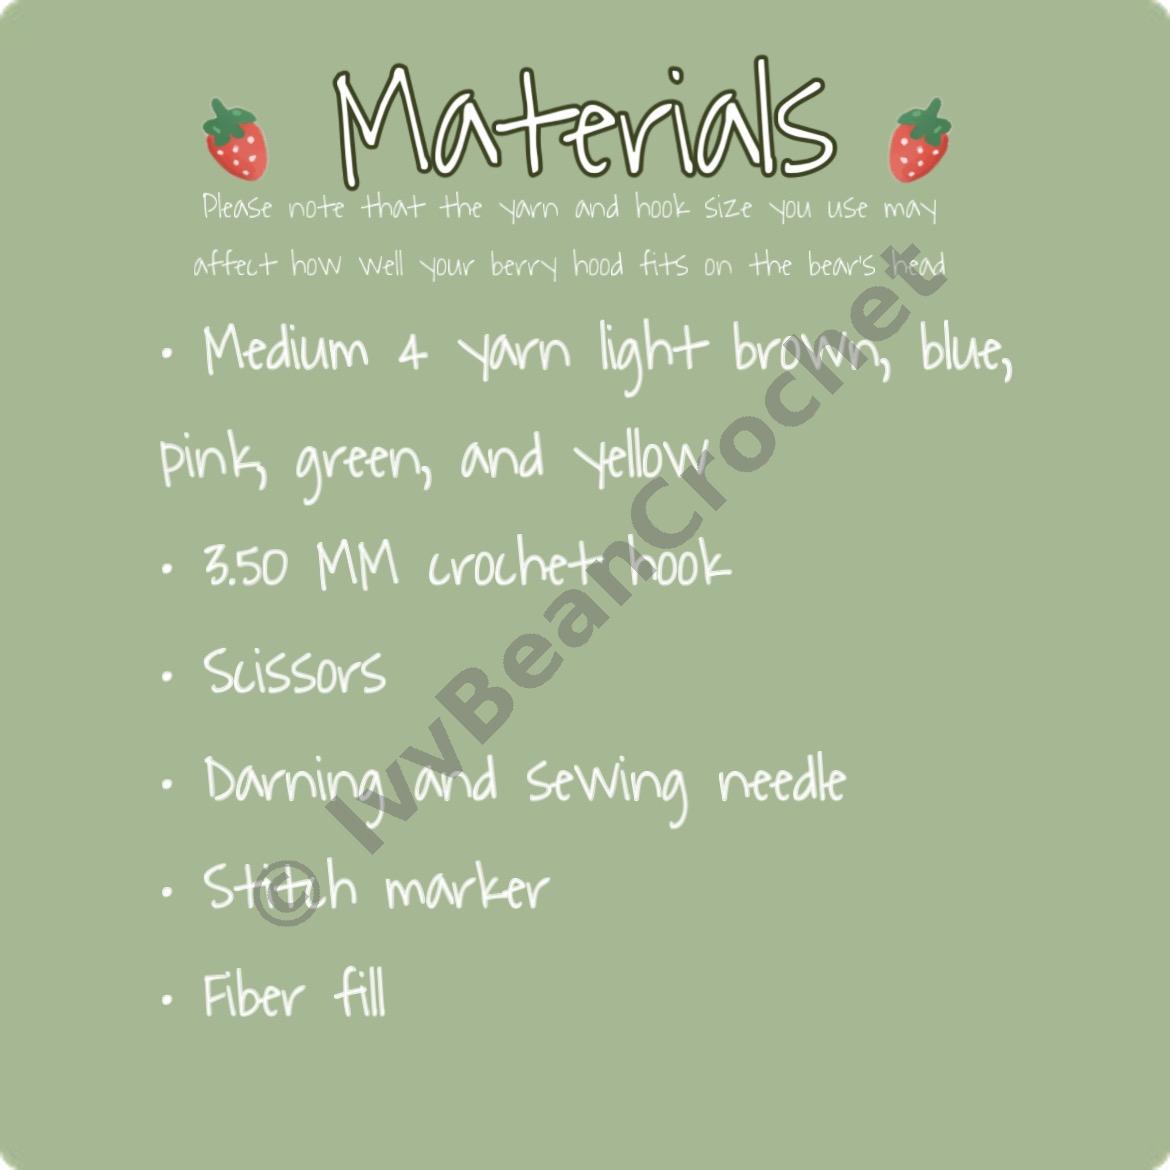 Materials
Please note that the yarn and hook size you use may
affect how well your berry hood fits on the bear's head
• Medium 4 yarn light brown, blue,
pink, green, and yellow
• 3.50 MM crochet hook
• Scissors
• Darning and sewing needle
• Stitch marker
• Fiber fill
© IvvBeanCrochet